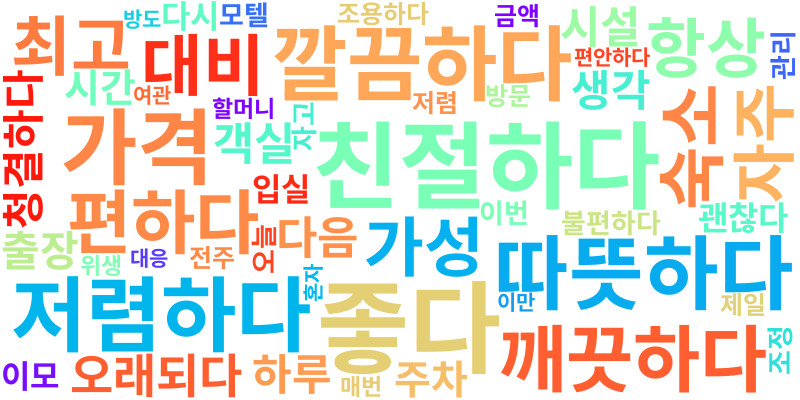 최고
방도
다시
모텔
조용하다
금액
시설
항상
관리
대비
깔끔하다
편안하다
시간
여관
할머니
저렴
방문
생각
청결하다
가격
객실
자고
친절하다
숙소
자주
편하다
입실
이번
불편하다
괜찮다
출장
위생
대응
전주
오늘
다음
가성
따뜻하다
저렴하다
혼자
좋다
이만
제일
깨끗하다
조정
이모
오래되다
하루
매번
주차